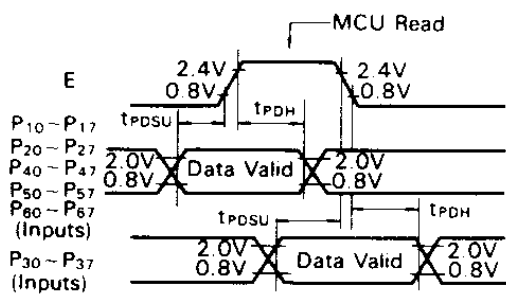 MCU Read
E
2.4V
0.8V
2.4V
0.8V
tPDSU
tPDH
P10~P17
P20~P27
P40~P47
P50~P57
P60~P67
(Inputs)
2.0V
0.8V
Data Valid
2.0V
0.8V
tPDSU
tPDH
P30~P37
(Inputs)
2.0V
0.8V
Data Valid
2.0V
0.8V